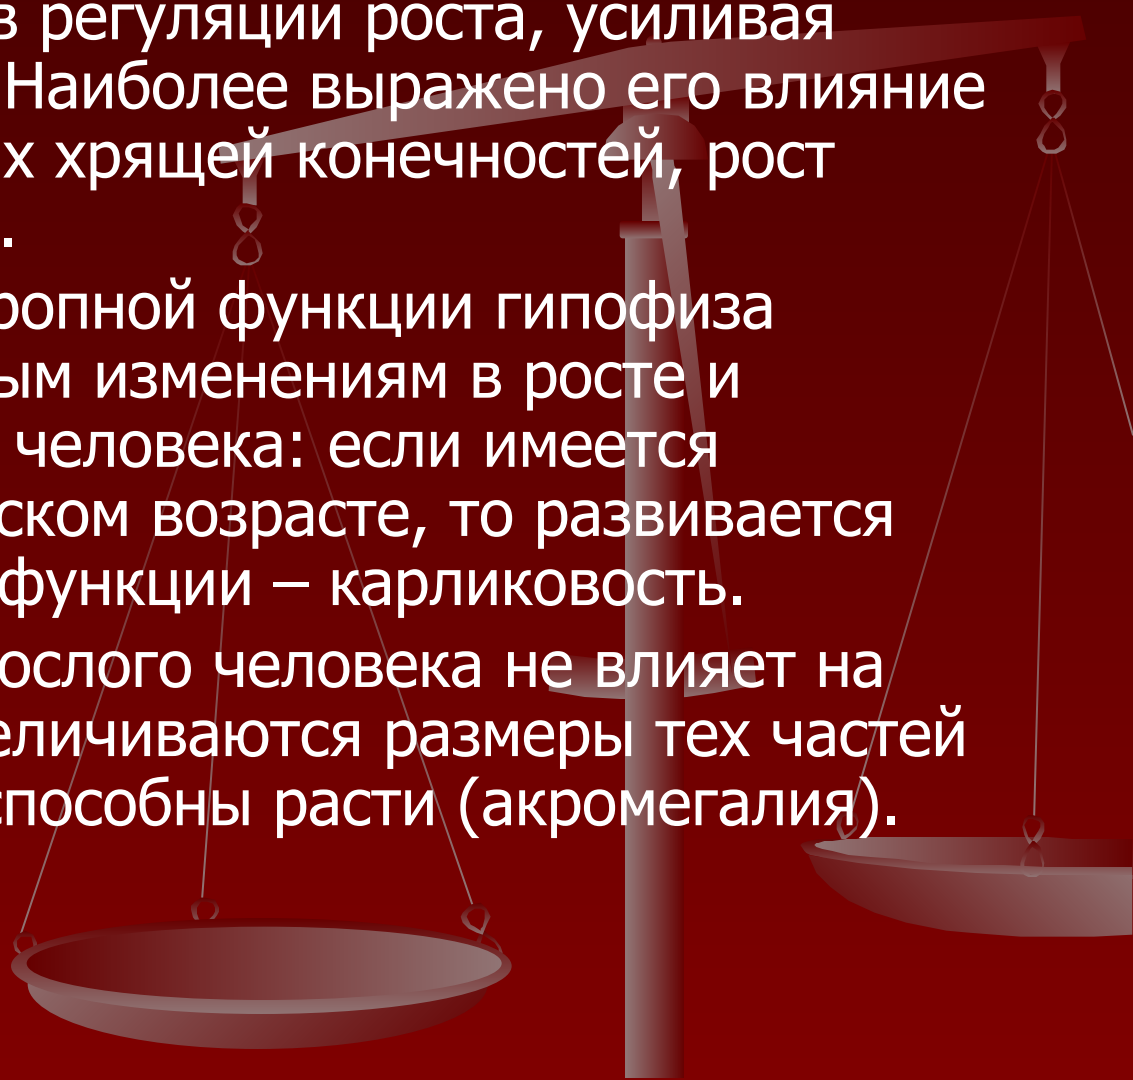 в регуляции роста, усиливая
Наиболее выражено его влияние
х хрящей конечностей, рост
.
ропной функции гипофиза
ым изменениям в росте и
человека: если имеется
ском возрасте, то развивается
функции – карликовость.
ослого человека не влияет на
еличиваются размеры тех частей
способны расти (акромегалия).